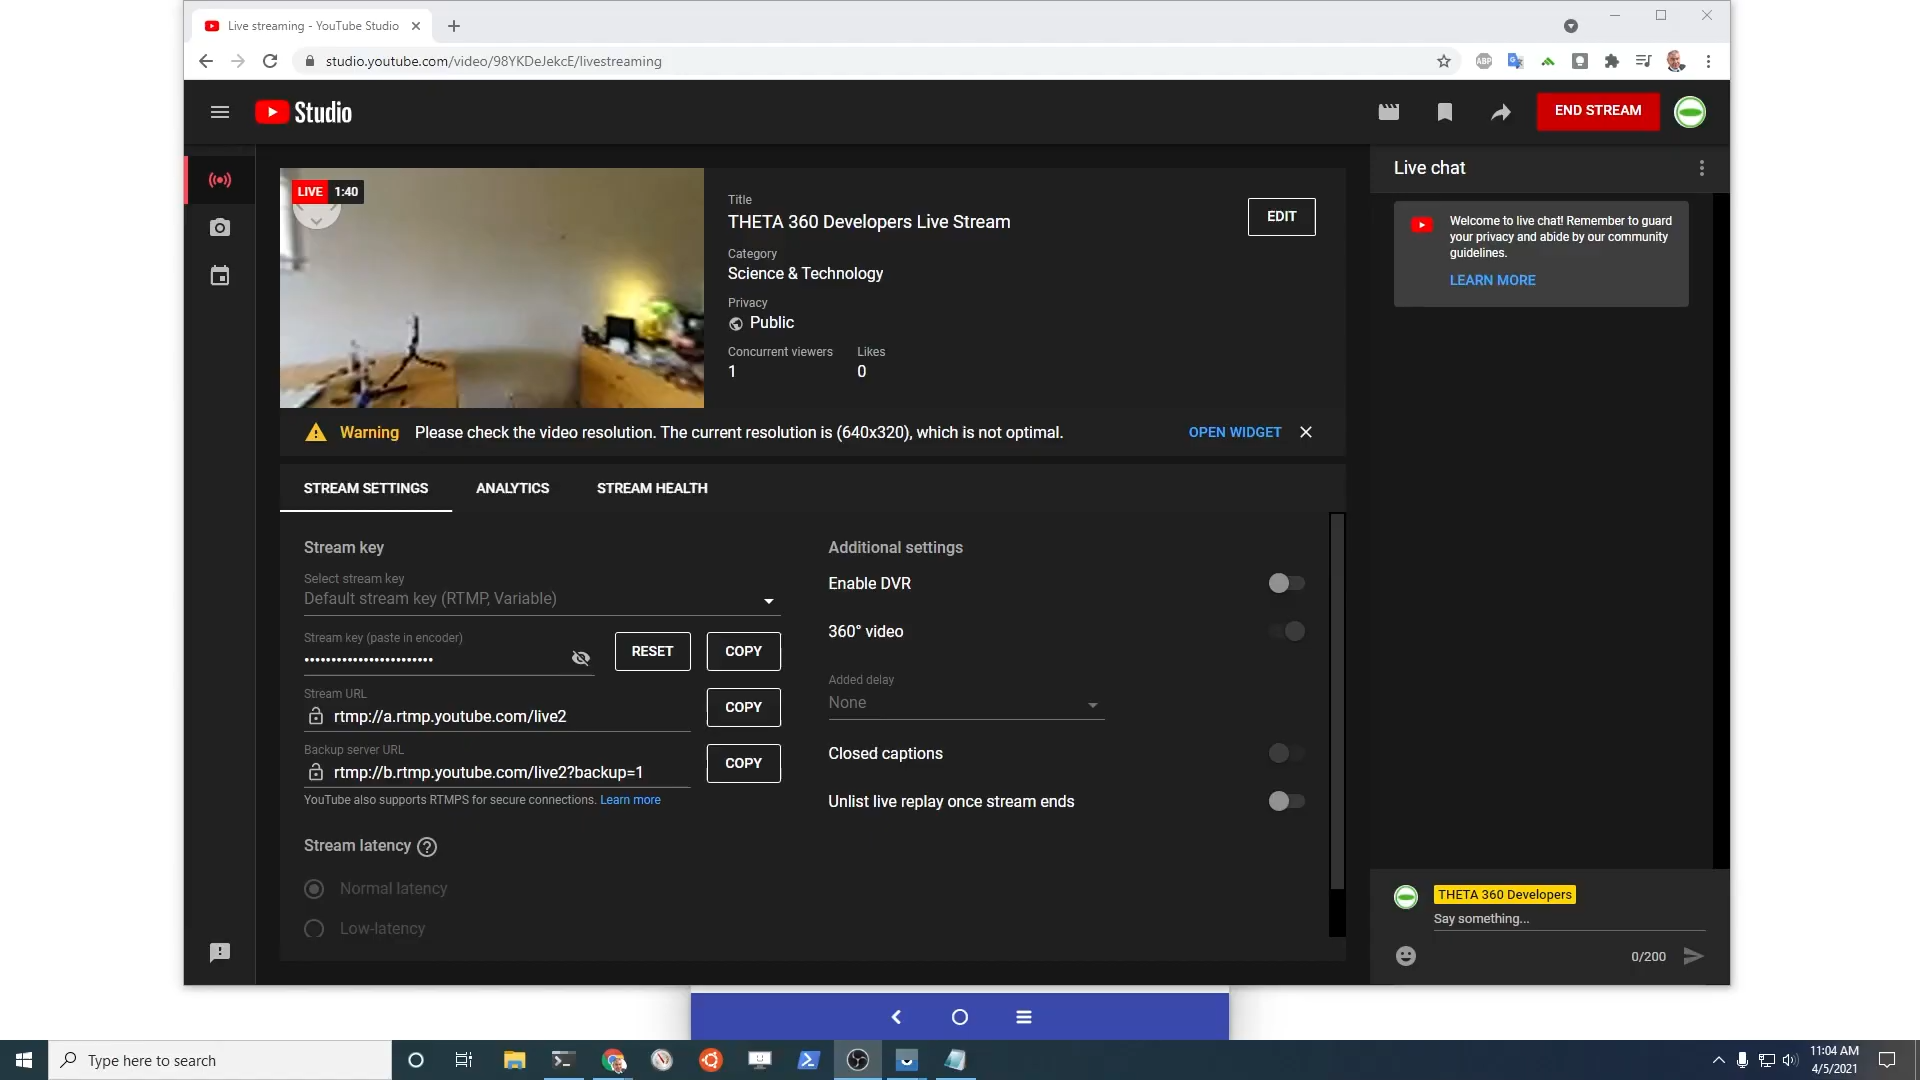 Live streaming - YouTube Studio
studio.youtube.com/video/98YKDeJekcE/livestreaming
ABP
Studio
END STREAM
LIVE 1:40
Title
THETA 360 Developers Live Stream
EDIT
Category
Science & Technology
Privacy
Public
Concurrent viewers
Likes
1
0
Warning Please check the video resolution. The current resolution is (640x320), which is not optimal.
OPEN WIDGET
STREAM SETTINGS
ANALYTICS
STREAM HEALTH
Stream key
Select stream key
Default stream key (RTMP, Variable)
Stream key (paste in encoder)
••••••••••••••••••••••••
RESET
COPY
Stream URL
rtmp://a.rtmp.youtube.com/live2
COPY
Backup server URL
rtmp://b.rtmp.youtube.com/live2?backup=1
COPY
YouTube also supports RTMPS for secure connections. Learn more
Stream latency
Normal latency
Low-latency
Additional settings
Enable DVR
360° video
Added delay
None
Closed captions
Unlist live replay once stream ends
Live chat
Welcome to live chat! Remember to guard
your privacy and abide by our community
guidelines.
LEARN MORE
THETA 360 Developers
Say something...
0/200
Type here to search
11:04 AM
4/5/2021